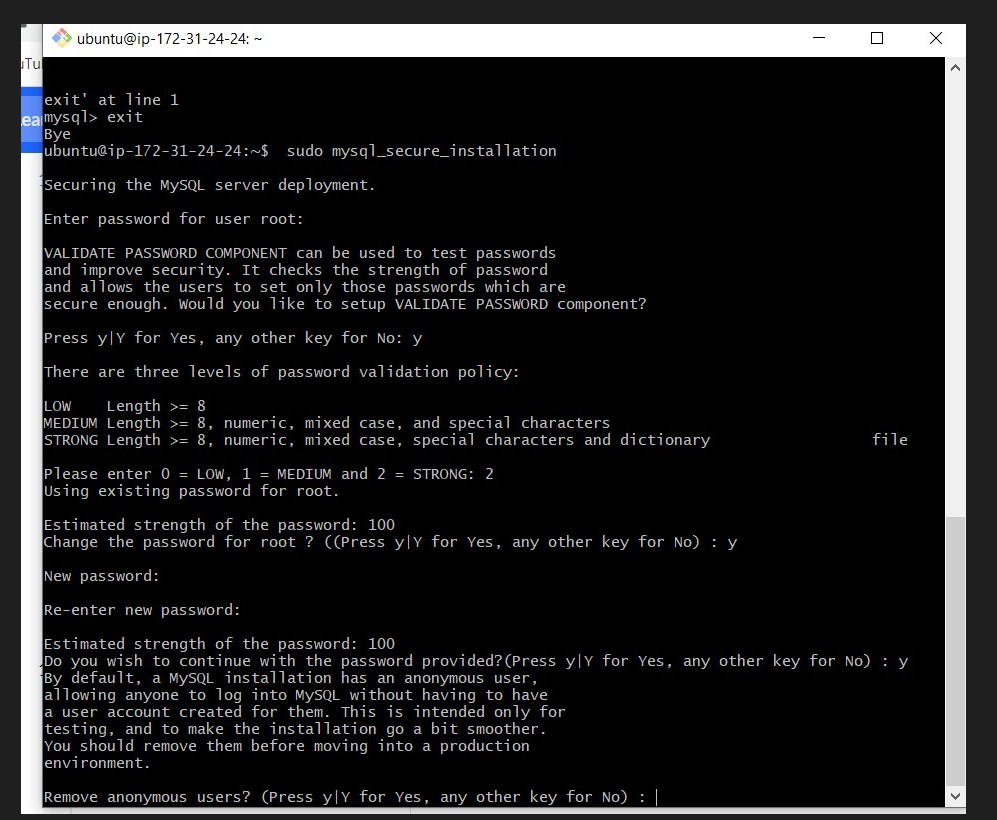 ubuntu@ip-172-31-24-24: ~
exit' at line 1
mysql> exit
Bye
ubuntu@ip-172-31-24-24:~$  sudo mysql_secure_installation
Securing the MySQL server deployment.
Enter password for user root:
VALIDATE PASSWORD COMPONENT can be used to test passwords
and improve security. It checks the strength of password
and allows the users to set only those passwords which are
secure enough. Would you like to setup VALIDATE PASSWORD component?
Press y|Y for Yes, any other key for No: y
There are three levels of password validation policy:
LOW    Length >= 8
MEDIUM Length >= 8, numeric, mixed case, and special characters
STRONG Length >= 8, numeric, mixed case, special characters and dictionary                  file
Please enter 0 = LOW, 1 = MEDIUM and 2 = STRONG: 2
Using existing password for root.
Estimated strength of the password: 100
Change the password for root ? ((Press y|Y for Yes, any other key for No) : y
New password:
Re-enter new password:
Estimated strength of the password: 100
Do you wish to continue with the password provided?(Press y|Y for Yes, any other key for No) : y
By default, a MySQL installation has an anonymous user,
allowing anyone to log into MySQL without having to have
a user account created for them. This is intended only for
testing, and to make the installation go a bit smoother.
You should remove them before moving into a production
environment.
Remove anonymous users? (Press y|Y for Yes, any other key for No) :